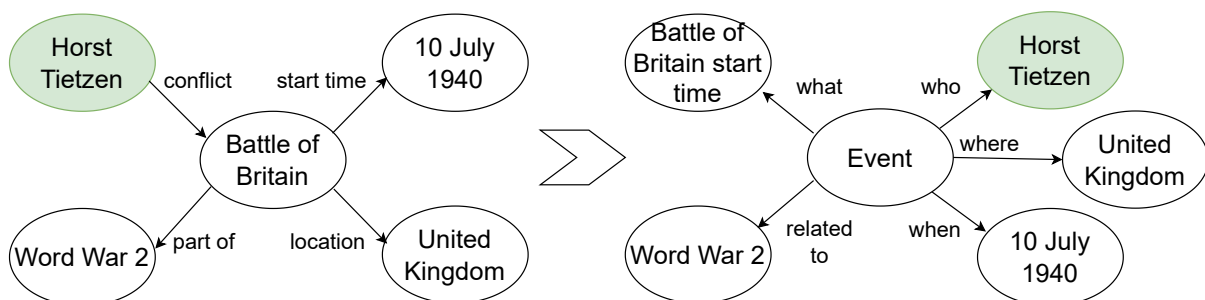 Horst
Tietzen
conflict
start time
10 July
1940
Battle of
Britain
part of
location
Word War 2
United
Kingdom
Battle of
Britain start
time
what
who
Horst
Tietzen
Event
where
United
Kingdom
related
to
when
Word War 2
10 July
1940